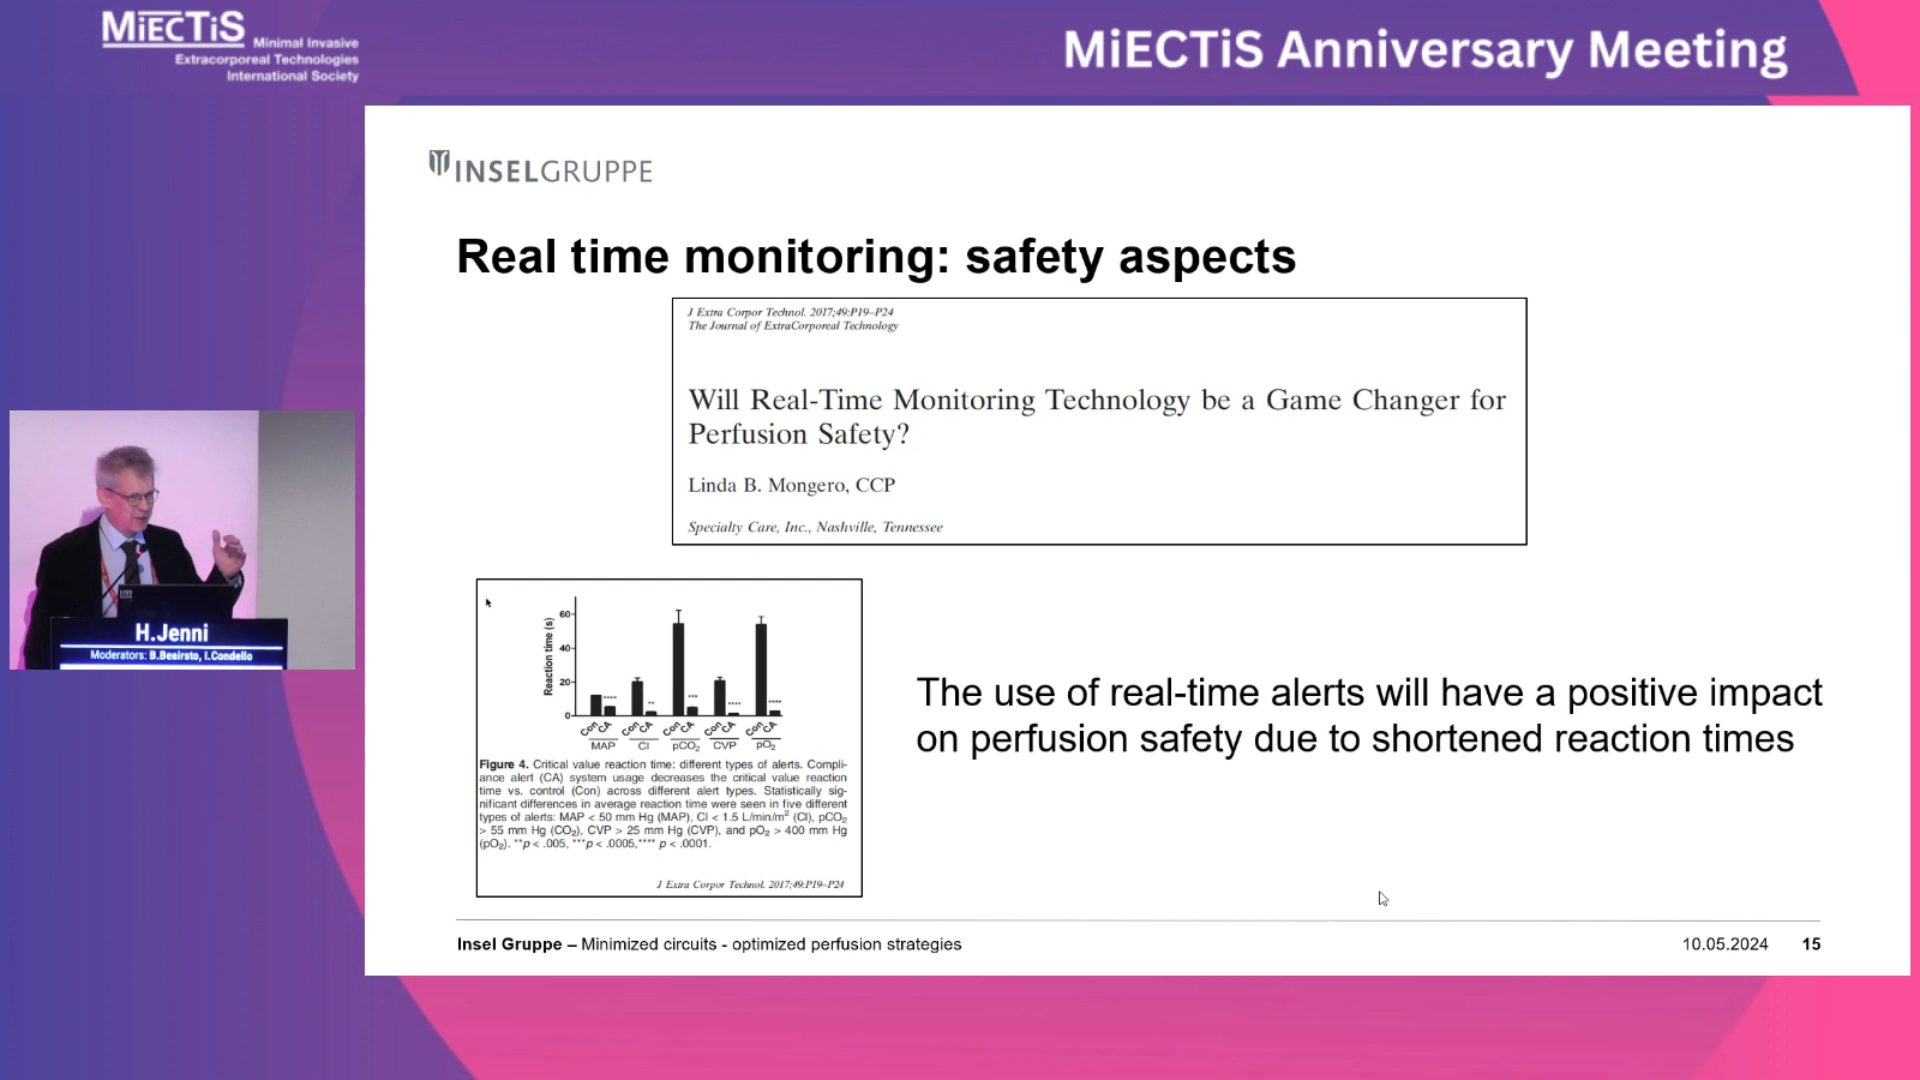 MiECTiS Minimal Invasive
Extracorporeal Technologies
International Society
MiECTiS Anniversary Meeting
INSELGRUPPE
Real time monitoring: safety aspects
J Extra Corpor Technol. 2017;49:P19–P24
The Journal of ExtraCorporeal Technology
Will Real-Time Monitoring Technology be a Game Changer for
Perfusion Safety?
Linda B. Mongero, CCP
Specialty Care, Inc., Nashville, Tennessee
H.Jenni
Moderators: B.Beeirsto, I.Condello
Reaction time (s)
60
40
20
0
**** ** *** **** ****
Con CA Con CA Con CA Con CA Con CA
MAP CI pCO₂ CVP pO₂
Figure 4. Critical value reaction time: different types of alerts. Compli-
ance alert (CA) system usage decreases the critical value reaction
time vs. control (Con) across different alert types. Statistically sig-
nificant differences in average reaction time were seen in five different
types of alerts: MAP < 50 mm Hg (MAP), CI < 1.5 L/min/m² (CI), pCO₂
> 55 mm Hg (CO₂), CVP > 25 mm Hg (CVP), and pO₂ > 400 mm Hg
(pO₂). **p < .005, ***p < .0005,**** p < .0001.
J Extra Corpor Technol. 2017;49:P19–P24
The use of real-time alerts will have a positive impact
on perfusion safety due to shortened reaction times
Insel Gruppe – Minimized circuits - optimized perfusion strategies
10.05.2024 15